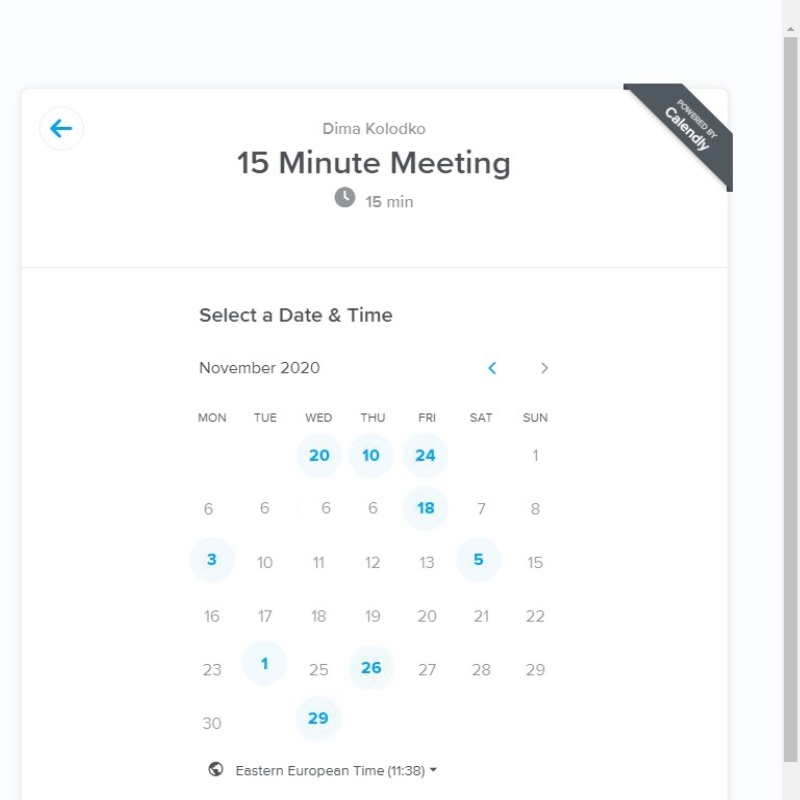 POWERED BY
Calendly
Dima Kolodko
15 Minute Meeting
15 min
Select a Date & Time
November 2020
MON TUE WED THU FRI SAT SUN
20 10 24 1
6 6 6 6 18 7 8
3 10 11 12 13 5 15
16 17 18 19 20 21 22
23 1 25 26 27 28 29
30 29
Eastern European Time (11:38)